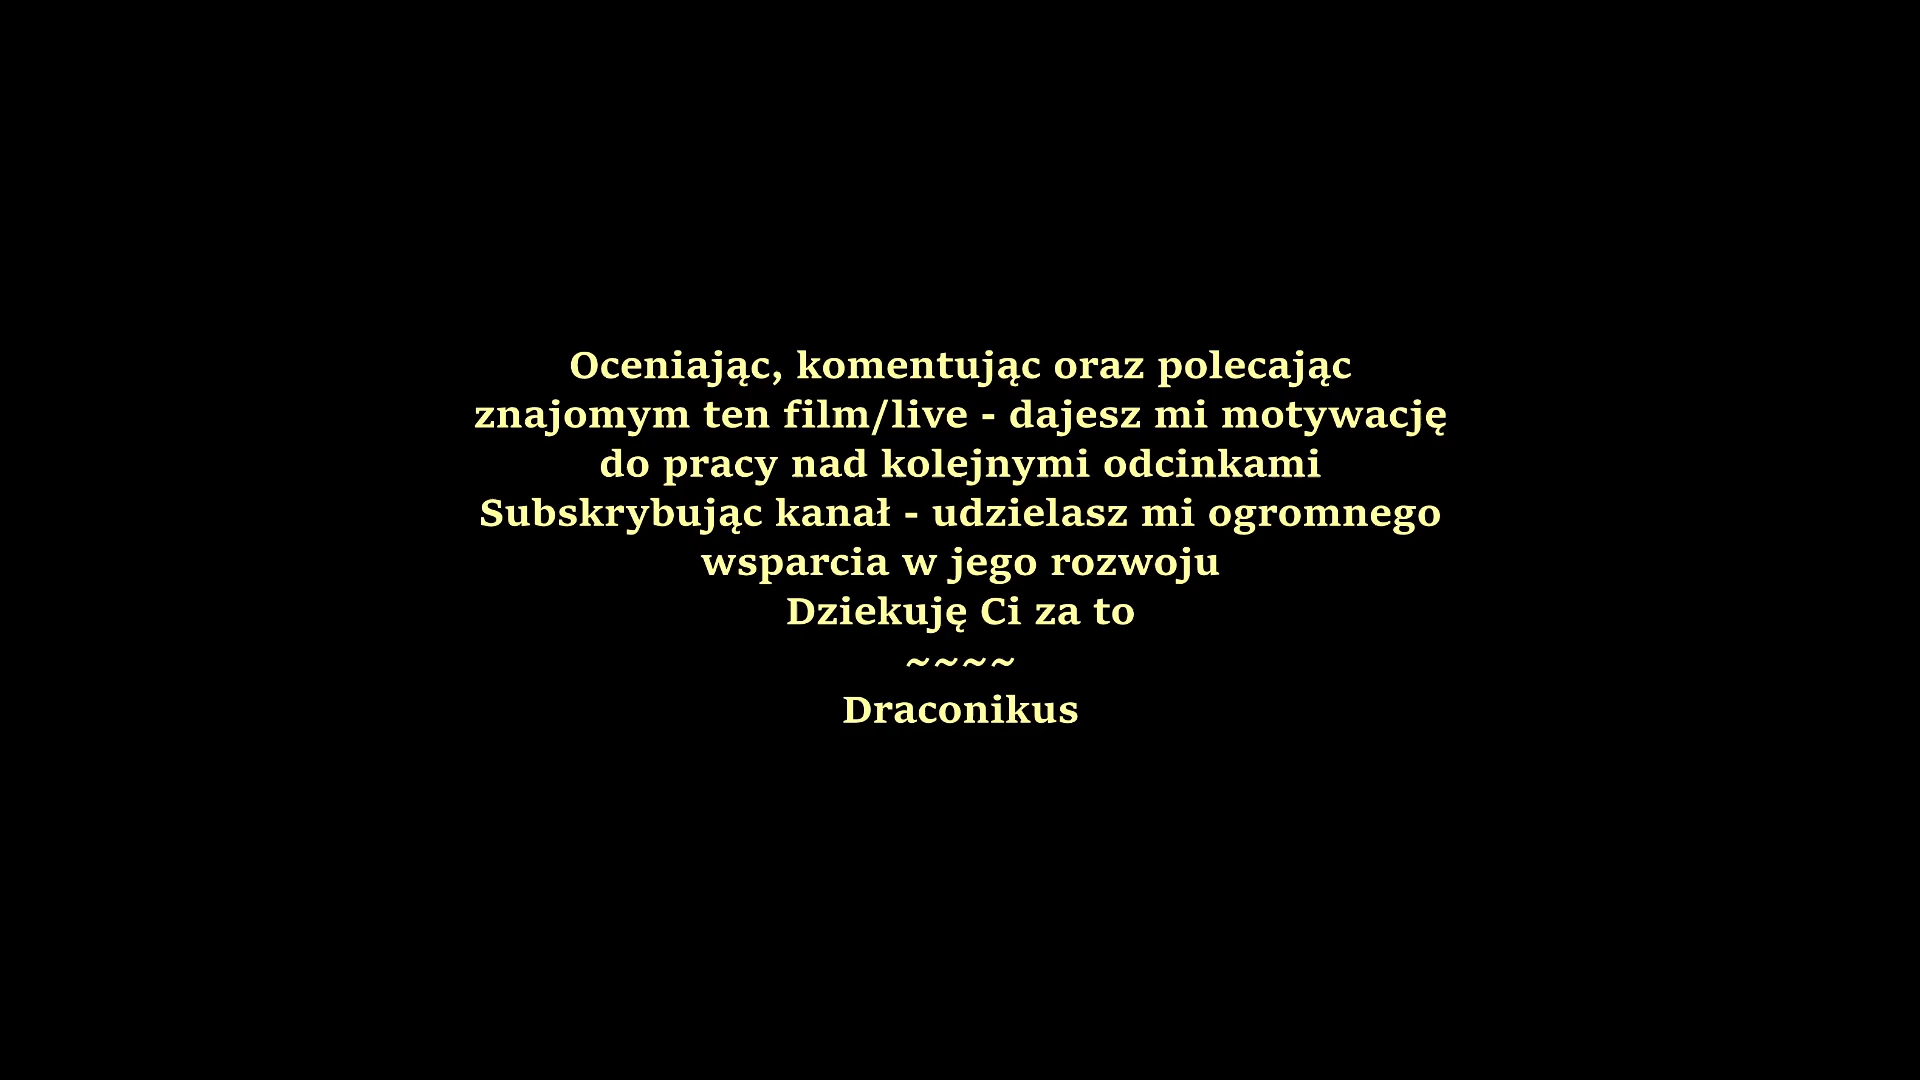 Oceniając, komentując oraz polecając
znajomym ten film/live - dajesz mi motywację
do pracy nad kolejnymi odcinkami
Subskrybując kanał - udzielasz mi ogromnego
wsparcia w jego rozwoju
Dziekuję Ci za to
~~~~
Draconikus